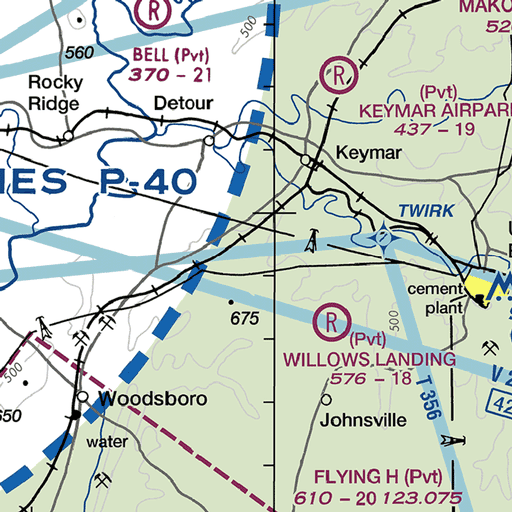 MAKO
52
R
500
560
BELL (Pvt)
370 - 21
R
Rocky
Ridge
Detour
(Pvt)
KEYMAR AIRPAR
437 - 19
Keymar
P-40
TWIRK
cement
plant
675
R
500
(Pvt)
WILLOWS LANDING
576 - 18
500
T 356
V 2
42
650
Woodsboro
water
Johnsville
FLYING H (Pvt)
610 - 20 123.075